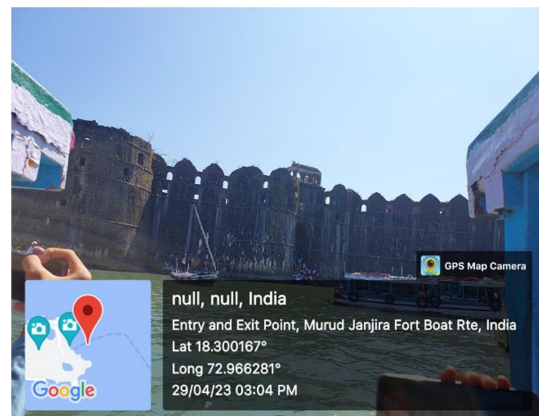 GPS Map Camera
null, null, India
Entry and Exit Point, Murud Janjira Fort Boat Rte, India
Lat 18.300167°
Long 72.966281°
29/04/23 03:04 PM
Google